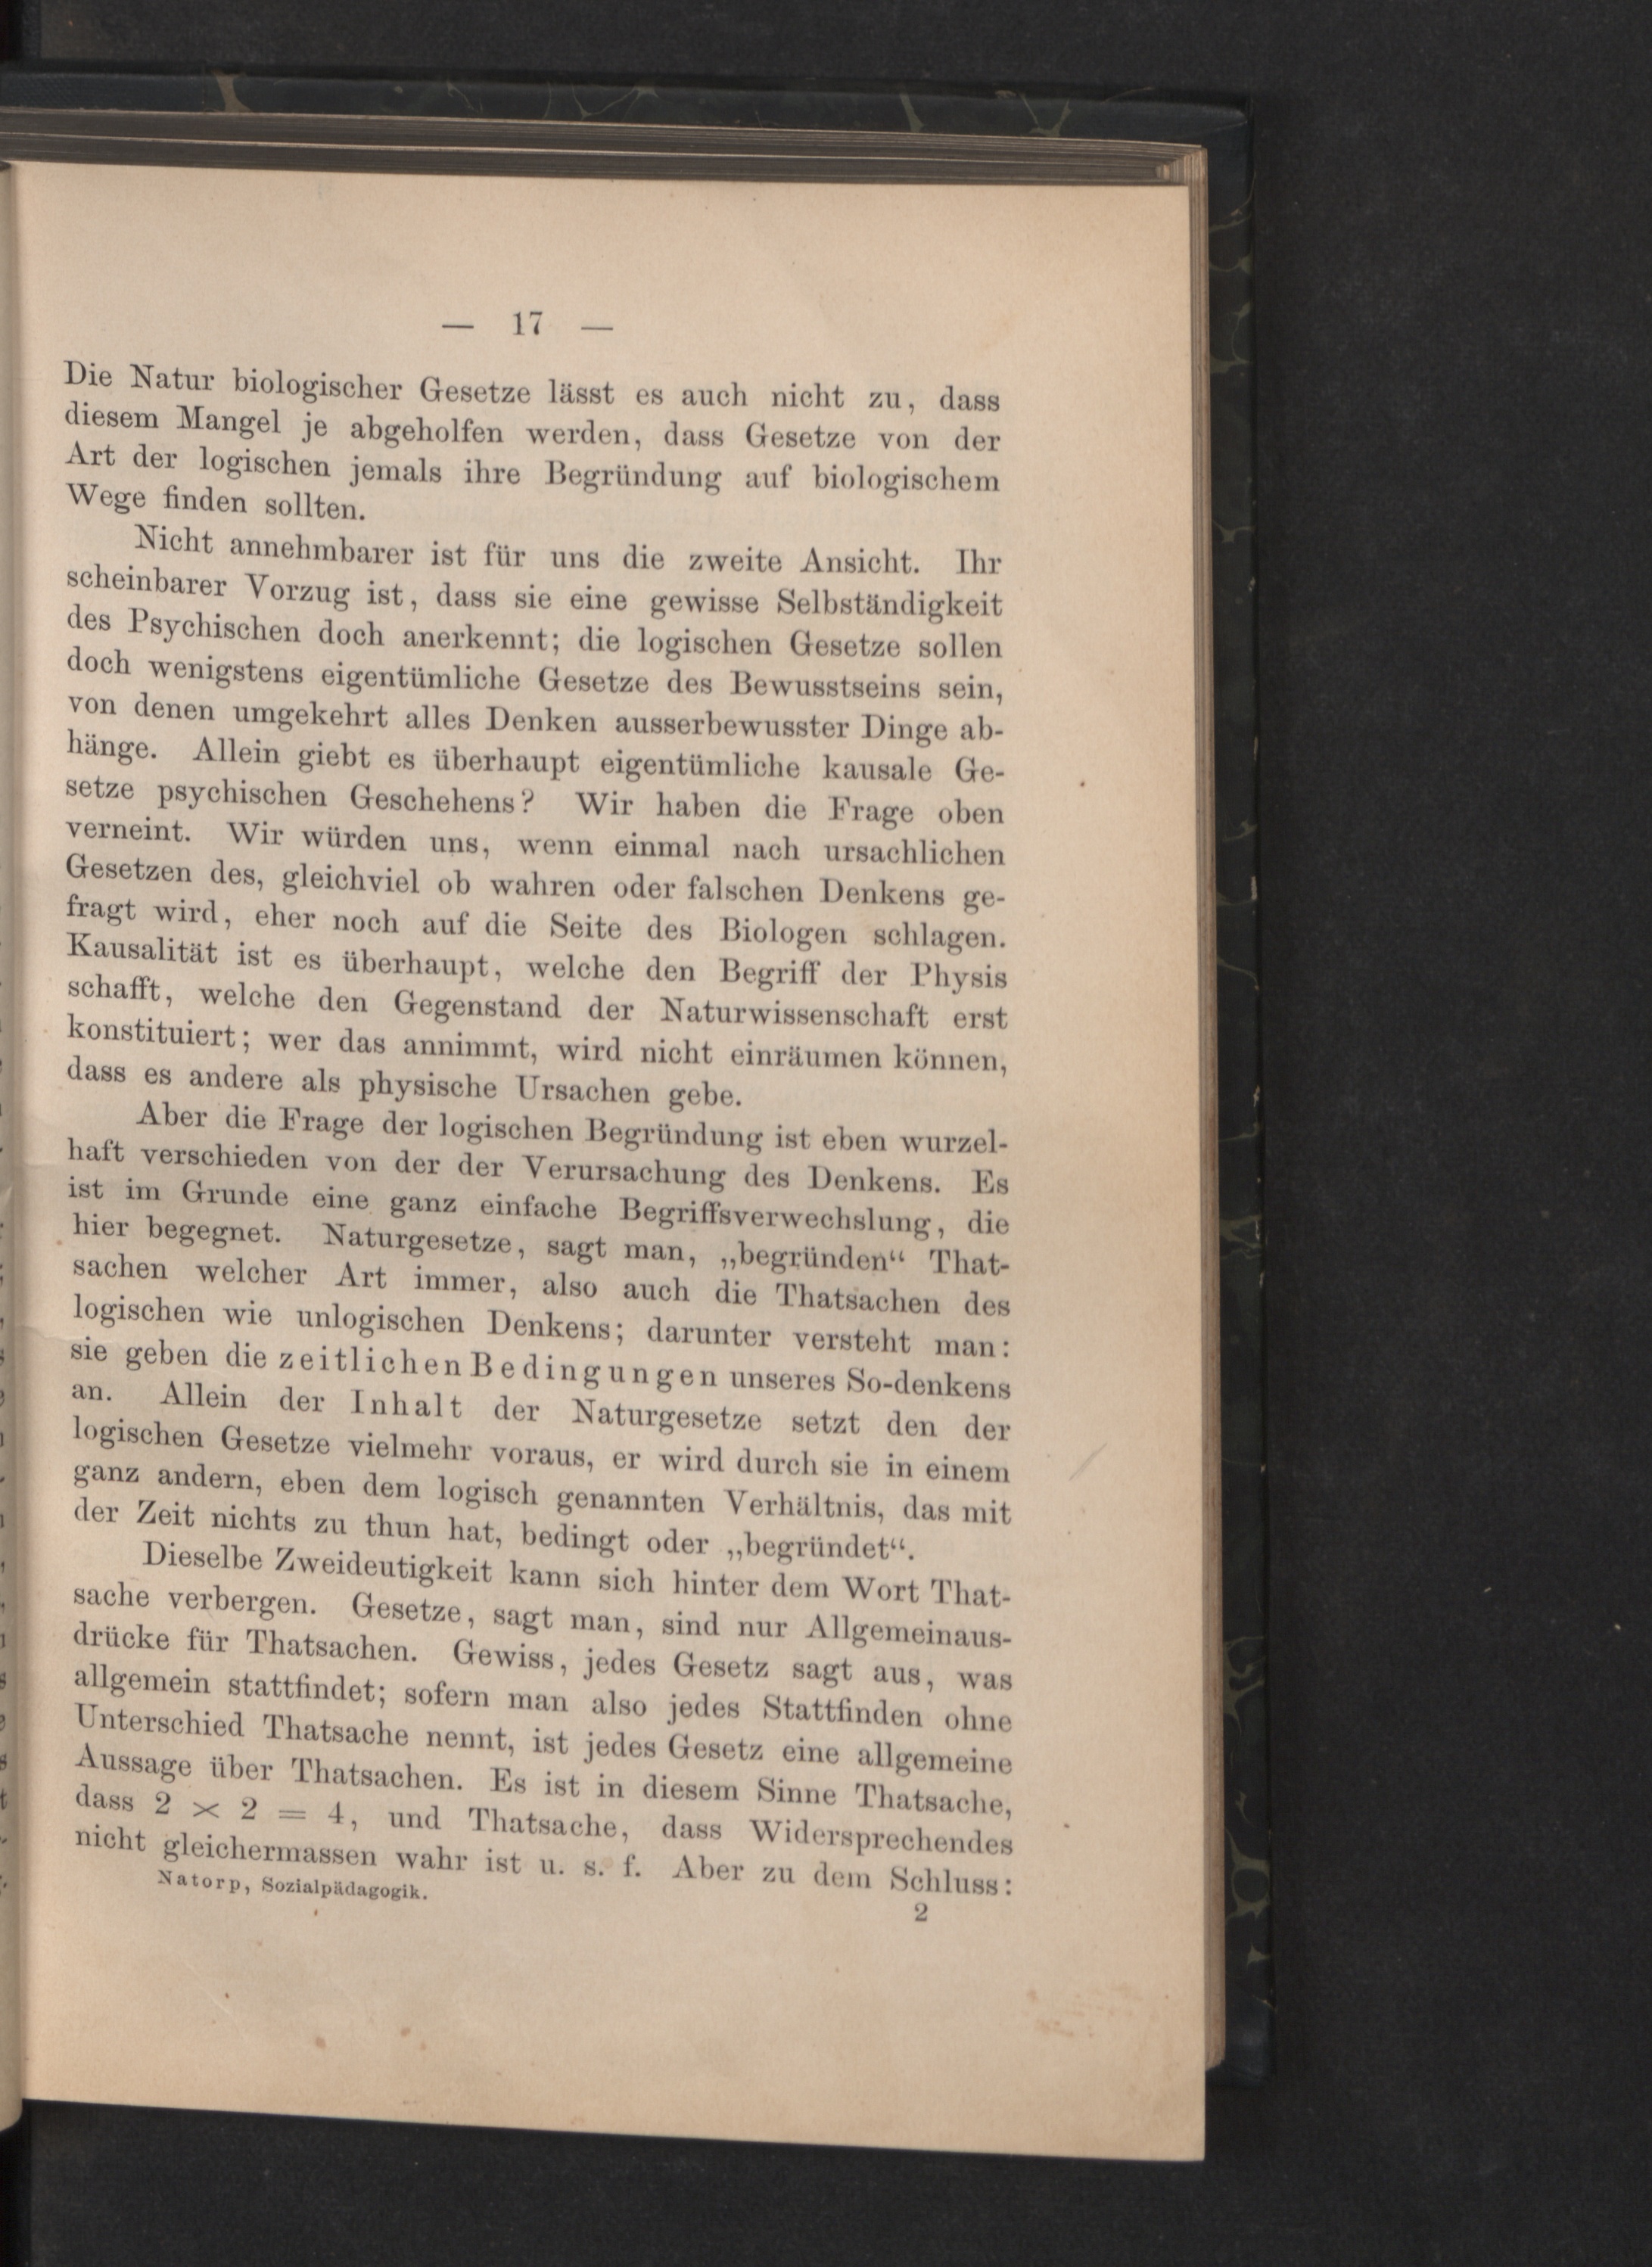 — 17 —
Die Natur biologischer Gesetze lässt es auch nicht zu, dass
diesem Mangel je abgeholfen werden, dass Gesetze von der
Art der logischen jemals ihre Begründung auf biologischem
Wege finden sollten.
Nicht annehmbarer ist für uns die zweite Ansicht. Ihr
scheinbarer Vorzug ist, dass sie eine gewisse Selbständigkeit
des Psychischen doch anerkennt; die logischen Gesetze sollen
doch wenigstens eigentümliche Gesetze des Bewusstseins sein,
von denen umgekehrt alles Denken ausserbewusster Dinge ab-
hänge. Allein giebt es überhaupt eigentümliche kausale Ge-
setze psychischen Geschehens? Wir haben die Frage oben
verneint. Wir würden uns, wenn einmal nach ursachlichen
Gesetzen des, gleichviel ob wahren oder falschen Denkens ge-
fragt wird, eher noch auf die Seite des Biologen schlagen.
Kausalität ist es überhaupt, welche den Begriff der Physis
schafft, welche den Gegenstand der Naturwissenschaft erst
konstituiert; wer das annimmt, wird nicht einräumen können,
dass es andere als physische Ursachen gebe.
Aber die Frage der logischen Begründung ist eben wurzel-
haft verschieden von der der Verursachung des Denkens. Es
ist im Grunde eine ganz einfache Begriffsverwechslung, die
hier begegnet. Naturgesetze, sagt man, „begründen“ That-
sachen welcher Art immer, also auch die Thatsachen des
logischen wie unlogischen Denkens; darunter versteht man:
sie geben die zeitlichen Bedingungen unseres So-denkens
an. Allein der Inhalt der Naturgesetze setzt den der
logischen Gesetze vielmehr voraus, er wird durch sie in einem
ganz andern, eben dem logisch genannten Verhältnis, das mit
der Zeit nichts zu thun hat, bedingt oder „begründet“.
Dieselbe Zweideutigkeit kann sich hinter dem Wort That-
sache verbergen. Gesetze, sagt man, sind nur Allgemeinaus-
drücke für Thatsachen. Gewiss, jedes Gesetz sagt aus, was
allgemein stattfindet; sofern man also jedes Stattfinden ohne
Unterschied Thatsache nennt, ist jedes Gesetz eine allgemeine
Aussage über Thatsachen. Es ist in diesem Sinne Thatsache,
dass 2 × 2 = 4, und Thatsache, dass Widersprechendes
nicht gleichermassen wahr ist u. s. f. Aber zu dem Schluss:
Natorp, Sozialpädagogik.
2